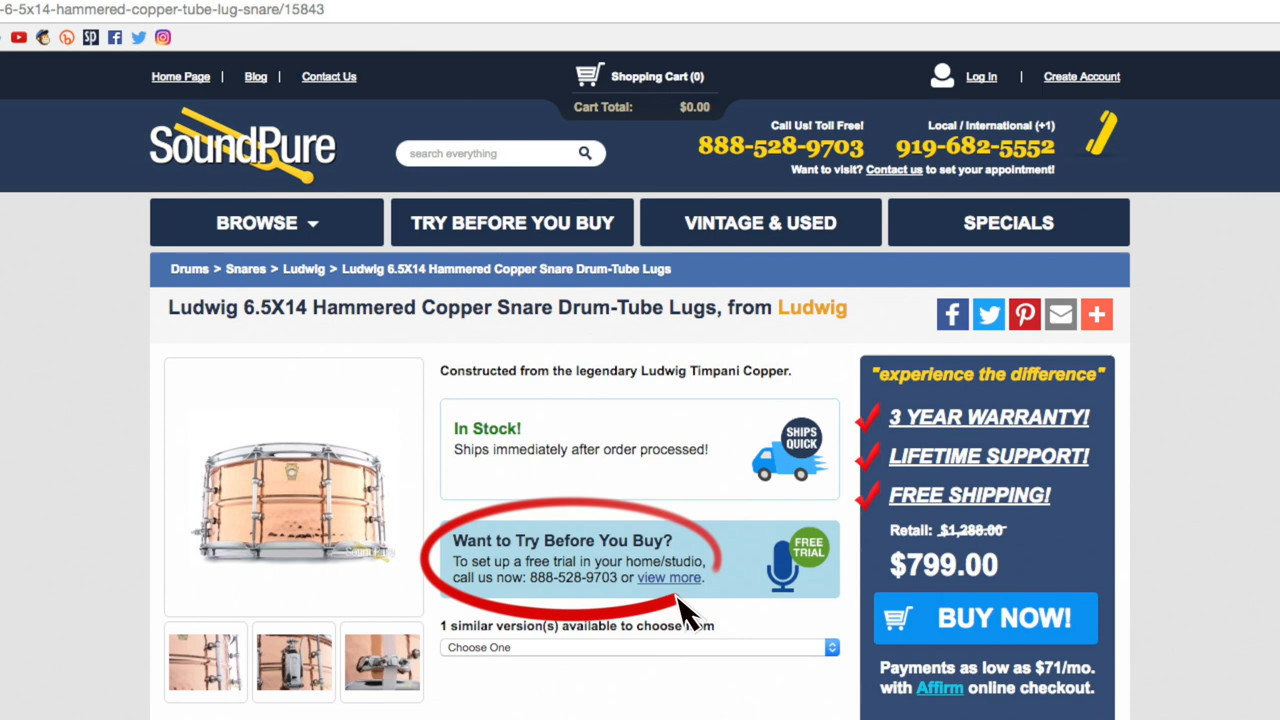 -6-5x14-hammered-copper-tube-lug-snare/15843
SP
Home Page | Blog | Contact Us
Shopping Cart (0)
Log In | Create Account
Cart Total: $0.00
SoundPure
search everything
Call Us! Toll Free!
888-528-9703
Local / International (+1)
919-682-5552
Want to visit? Contact us to set your appointment!
BROWSE
TRY BEFORE YOU BUY
VINTAGE & USED
SPECIALS
Drums > Snares > Ludwig > Ludwig 6.5X14 Hammered Copper Snare Drum-Tube Lugs
Ludwig 6.5X14 Hammered Copper Snare Drum-Tube Lugs, from Ludwig
Constructed from the legendary Ludwig Timpani Copper.
In Stock!
Ships immediately after order processed!
SHIPS
QUICK
Want to Try Before You Buy?
To set up a free trial in your home/studio,
call us now: 888-528-9703 or view more.
FREE
TRIAL
1 similar version(s) available to choose from
Choose One
"experience the difference"
3 YEAR WARRANTY!
LIFETIME SUPPORT!
FREE SHIPPING!
Retail: $1,288.00
$799.00
BUY NOW!
Payments as low as $71/mo.
with Affirm online checkout.